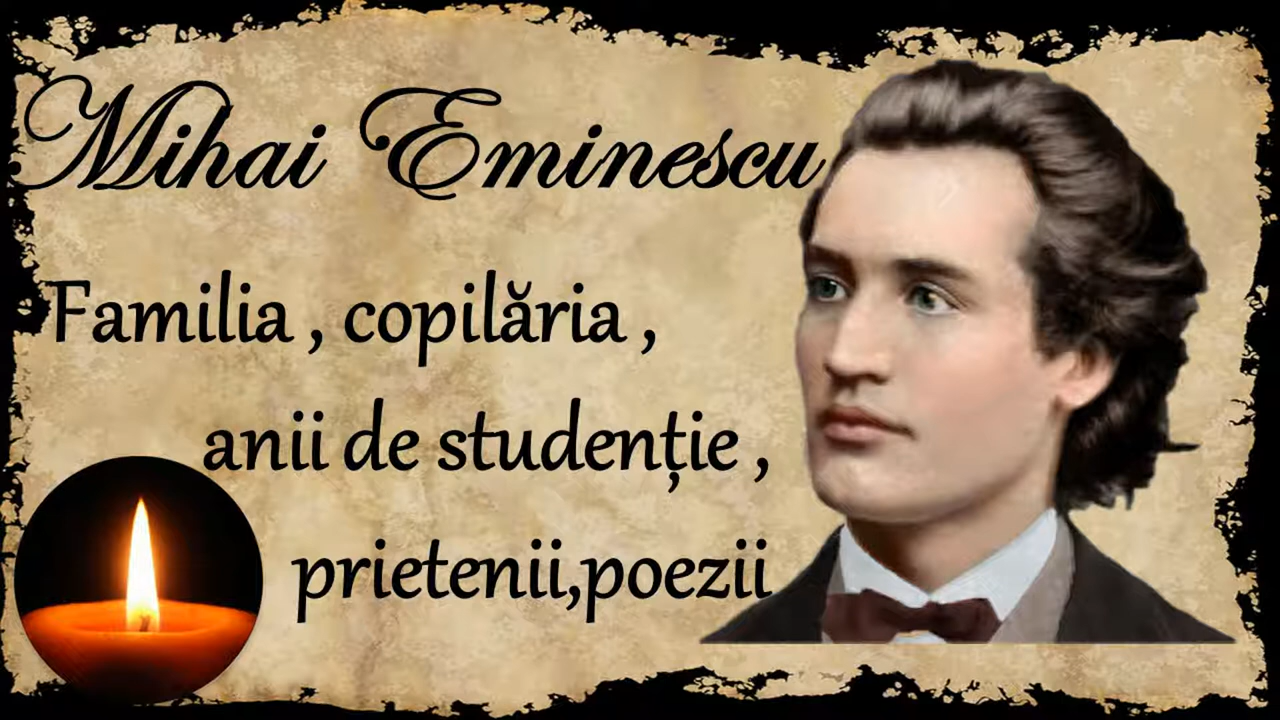 Mihai Eminescu
Familia , copilăria ,
anii de studenție ,
prietenii,poezii